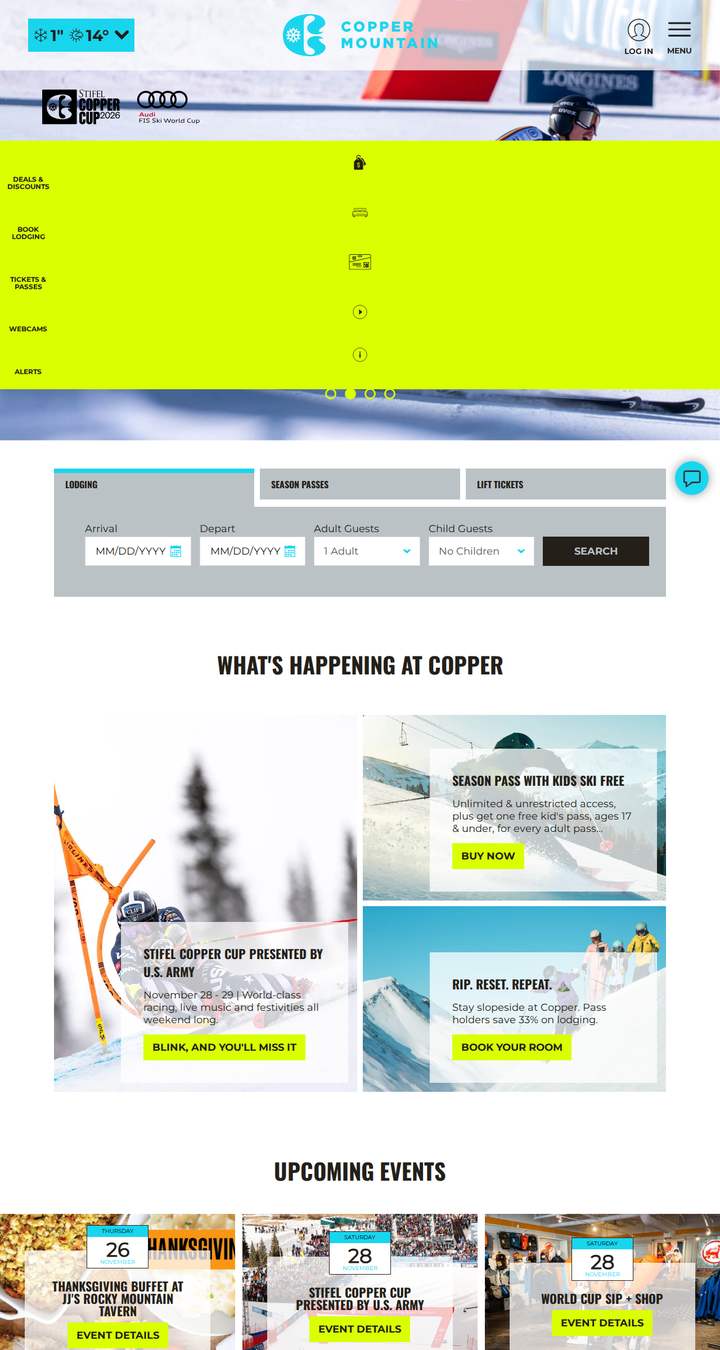 1" 14°
COPPER
MOUNTAIN
LOG IN
MENU
LONGINES
STIFEL
COPPER
CUP 2026
Audi
FIS Ski World Cup
uvex
DEALS &
DISCOUNTS
BOOK
LODGING
TICKETS &
PASSES
WEBCAMS
ALERTS
LODGING
SEASON PASSES
LIFT TICKETS
Arrival
Depart
Adult Guests
Child Guests
MM/DD/YYYY
MM/DD/YYYY
1 Adult
No Children
SEARCH
WHAT'S HAPPENING AT COPPER
STIFEL COPPER CUP PRESENTED BY
U.S. ARMY
November 28 - 29 | World-class
racing, live music and festivities all
weekend long.
BLINK, AND YOU'LL MISS IT
SEASON PASS WITH KIDS SKI FREE
Unlimited & unrestricted access,
plus get one free kid's pass, ages 17
& under, for every adult pass...
BUY NOW
RIP. RESET. REPEAT.
Stay slopeside at Copper. Pass
holders save 33% on lodging.
BOOK YOUR ROOM
UPCOMING EVENTS
THURSDAY
26
NOVEMBER
THANKSGIVING BUFFET AT
JJ'S ROCKY MOUNTAIN
TAVERN
EVENT DETAILS
SATURDAY
28
NOVEMBER
STIFEL COPPER CUP
PRESENTED BY U.S. ARMY
EVENT DETAILS
SATURDAY
28
NOVEMBER
WORLD CUP SIP + SHOP
EVENT DETAILS